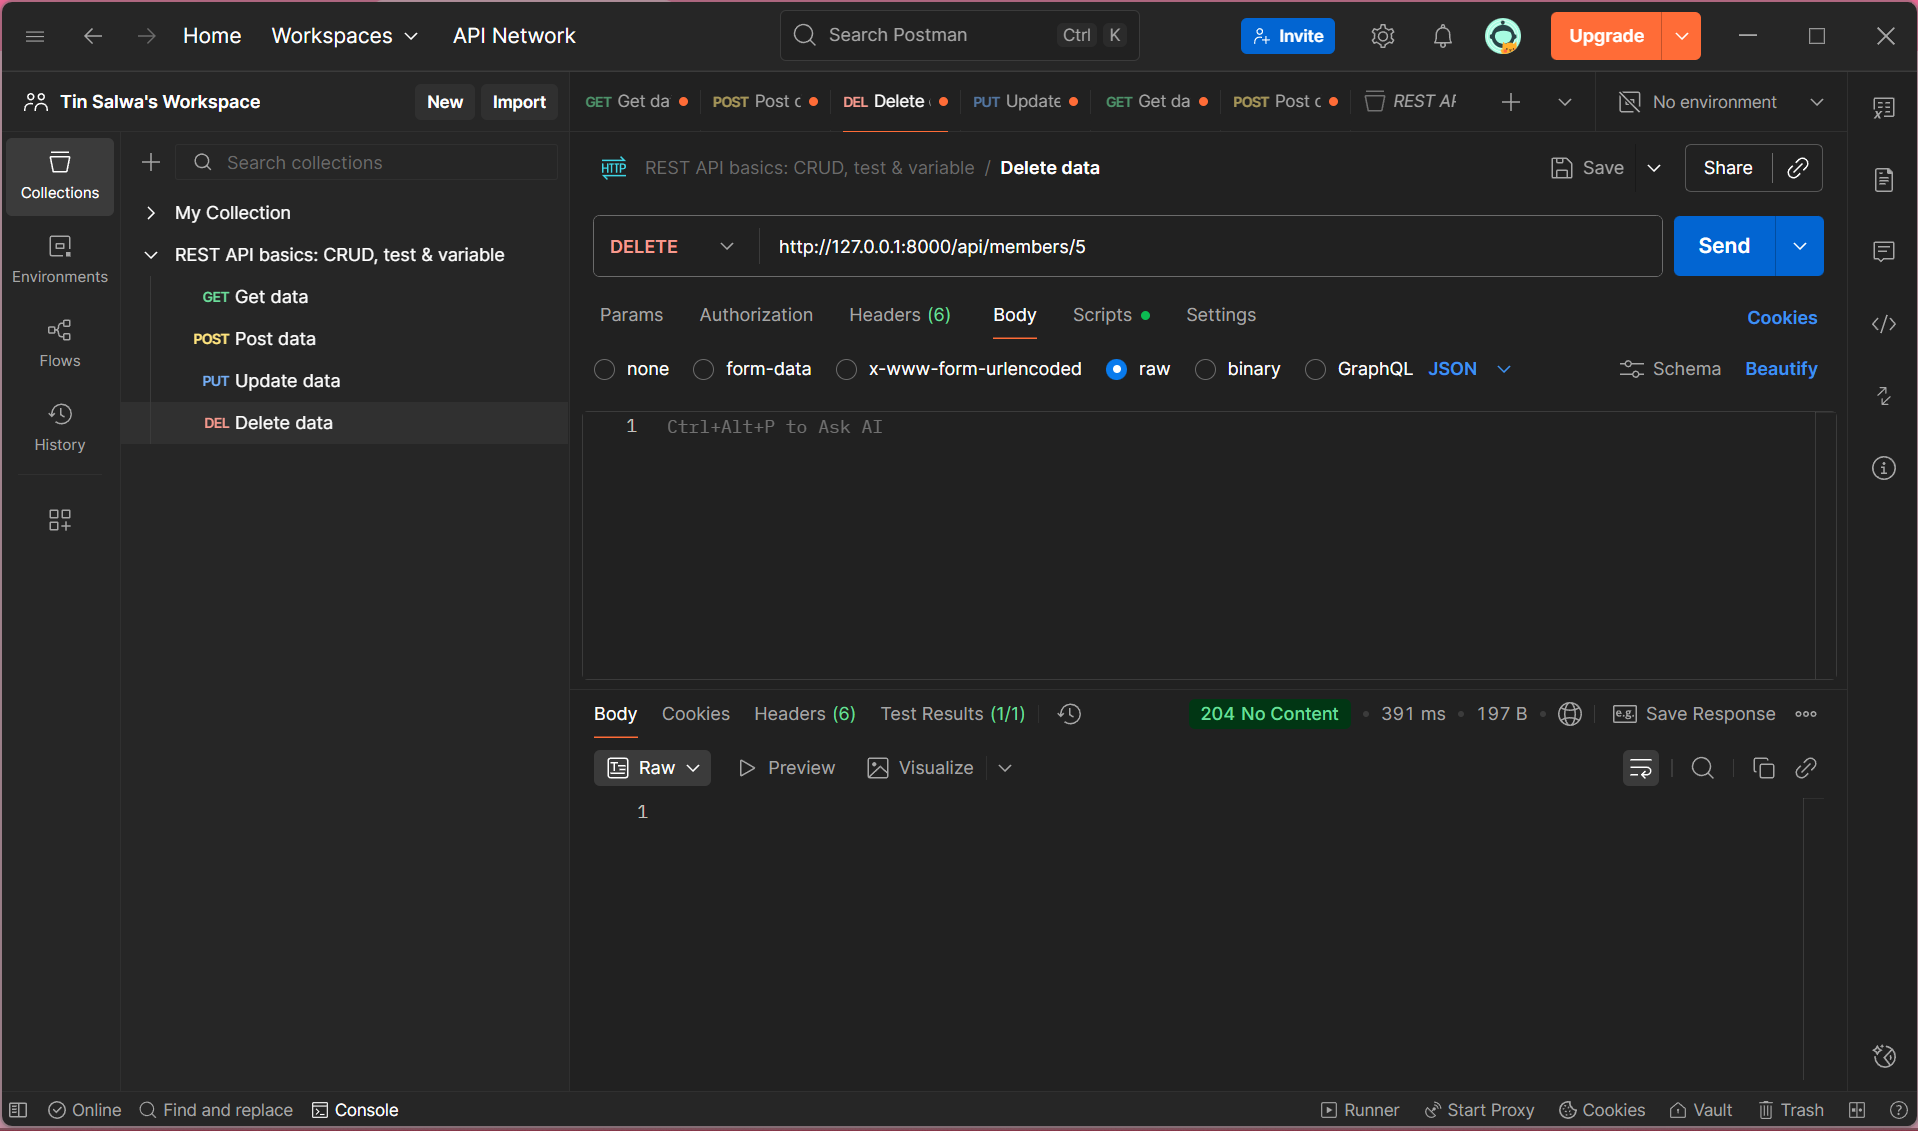 Home Workspaces API Network Search Postman Ctrl K Invite Upgrade
Tin Salwa's Workspace New Import GET Get da POST Post c DEL Delete PUT Update GET Get da POST Post c REST AF No environment
Search collections
Collections
My Collection
REST API basics: CRUD, test & variable
GET Get data
POST Post data
PUT Update data
DEL Delete data
Environments
Flows
History
HTTP REST API basics: CRUD, test & variable / Delete data Save Share
DELETE http://127.0.0.1:8000/api/members/5 Send
Params Authorization Headers (6) Body Scripts Settings Cookies
none form-data x-www-form-urlencoded raw binary GraphQL JSON Schema Beautify
1 Ctrl+Alt+P to Ask AI
Body Cookies Headers (6) Test Results (1/1) 204 No Content 391 ms 197 B e.g. Save Response
Raw Preview Visualize
1
Online Find and replace Console Runner Start Proxy Cookies Vault Trash